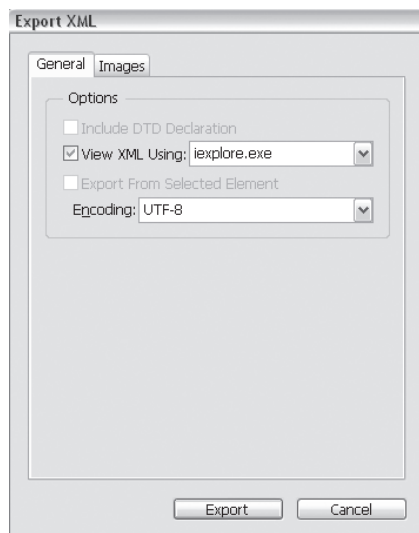 Export XML
General
Images
Options
Include DTD Declaration
View XML Using: iexplore.exe
Export From Selected Element
Encoding: UTF-8
Export
Cancel